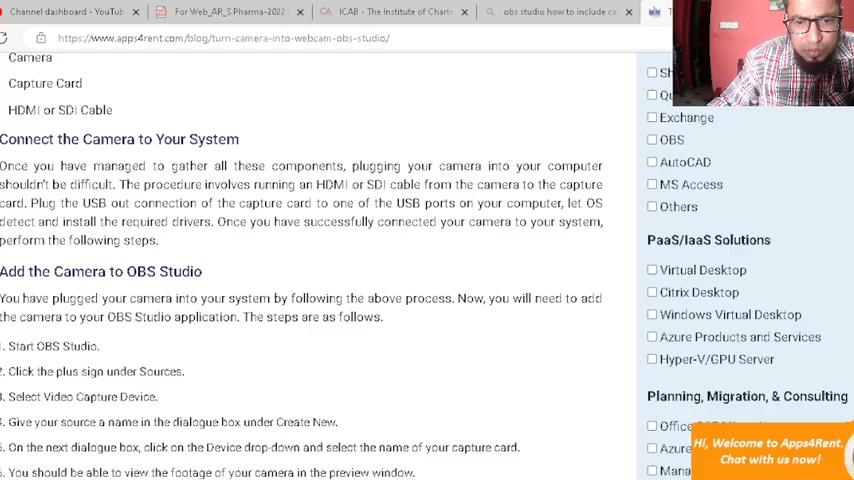 Channel dashboard - YouTub
For Web_AR_S Pharma-2022
ICAB - The Institute of Charte
obs studio how to include ca
https://www.apps4rent.com/blog/turn-camera-into-webcam-obs-studio/
Camera
Capture Card
HDMI or SDI Cable
Connect the Camera to Your System
Once you have managed to gather all these components, plugging your camera into your computer
shouldn't be difficult. The procedure involves running an HDMI or SDI cable from the camera to the capture
card. Plug the USB out connection of the capture card to one of the USB ports on your computer, let OS
detect and install the required drivers. Once you have successfully connected your camera to your system,
perform the following steps.
Add the Camera to OBS Studio
You have plugged your camera into your system by following the above process. Now, you will need to add
the camera to your OBS Studio application. The steps are as follows.
1. Start OBS Studio.
2. Click the plus sign under Sources.
3. Select Video Capture Device.
4. Give your source a name in the dialogue box under Create New.
5. On the next dialogue box, click on the Device drop-down and select the name of your capture card.
6. You should be able to view the footage of your camera in the preview window.
Exchange
OBS
AutoCAD
MS Access
Others
PaaS/IaaS Solutions
Virtual Desktop
Citrix Desktop
Windows Virtual Desktop
Azure Products and Services
Hyper-V/GPU Server
Planning, Migration, & Consulting
Office
Azure
Mana
Hi, Welcome to Apps4Rent.
Chat with us now!